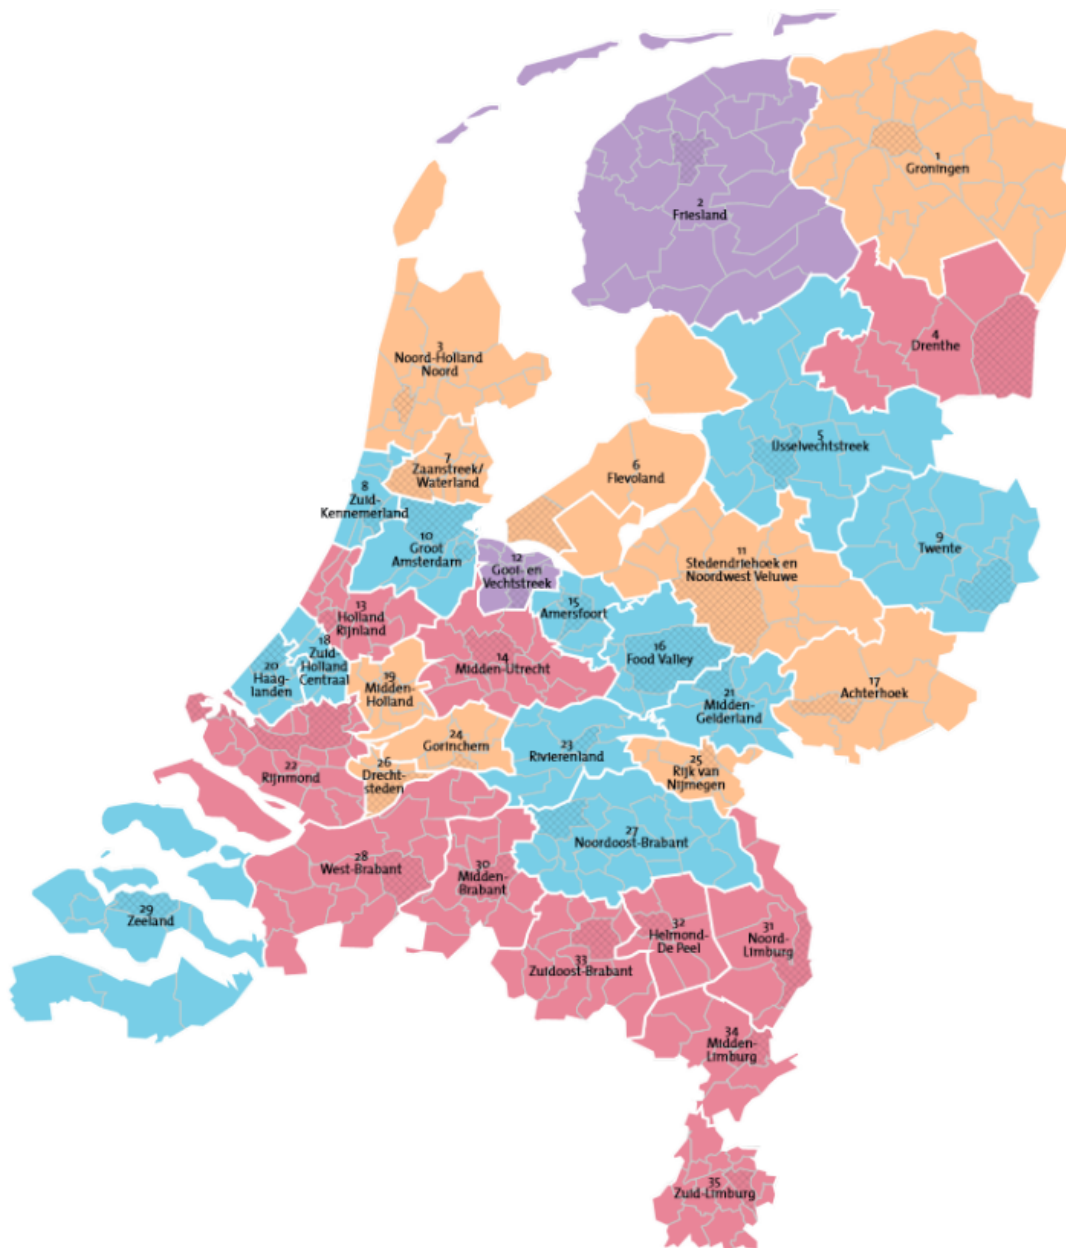 1
Groningen
2
Friesland
3
Noord-Holland
Noord
4
Drenthe
5
IJsselvechtstreek
6
Flevoland
7
Zaanstreek/
Waterland
8
Zuid-
Kennemerland
9
Twente
10
Groot
Amsterdam
11
Stedendriehoek en
Noordwest Veluwe
12
Gooi- en
Vechtstreek
13
Holland
Rijnland
14
Midden-Utrecht
15
Amersfoort
16
Food Valley
17
Achterhoek
18
Zuid-
Holland
Centraal
19
Midden-
Holland
20
Haag-
landen
21
Midden-
Gelderland
22
Rijnmond
23
Rivierenland
24
Gorinchem
25
Rijk van
Nijmegen
26
Drecht-
steden
27
Noordoost-Brabant
28
West-Brabant
29
Zeeland
30
Midden-
Brabant
31
Noord-
Limburg
32
Helmond-
De Peel
33
Zuidoost-Brabant
34
Midden-
Limburg
35
Zuid-Limburg